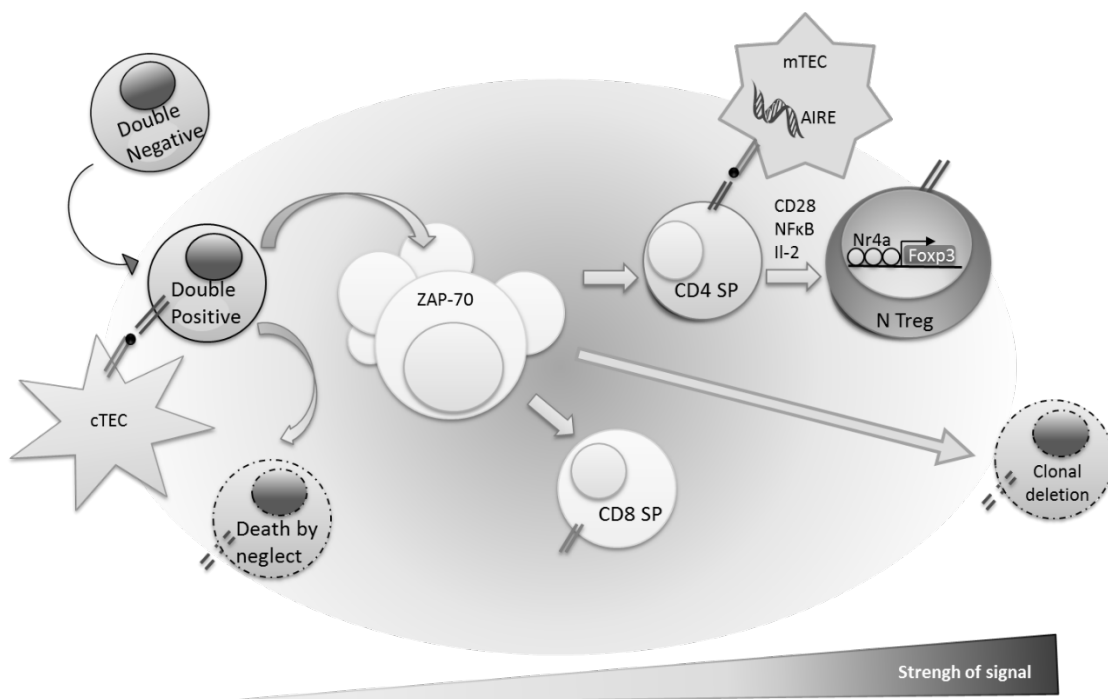 Double
Negative
Double
Positive
cTEC
Death by
neglect
ZAP-70
CD8 SP
CD4 SP
mTEC
AIRE
CD28
NFκB
Il-2
Nr4a
Foxp3
N Treg
Clonal
deletion
Strengh of signal